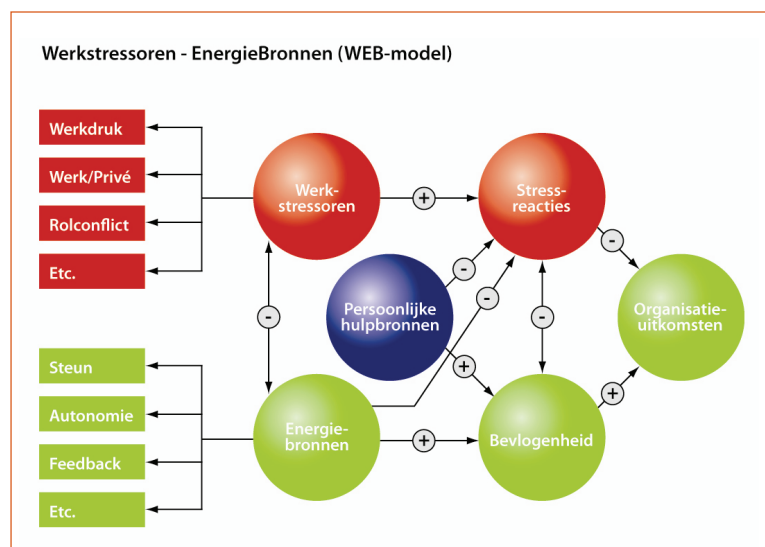 Werkstressoren - EnergieBronnen (WEB-model)
Werkdruk
Werk/Privé
Rolconflict
Etc.
Werk-
stressoren
+
Stress-
reacties
-
-
-
-
-
Persoonlijke
hulpbronnen
Organisatie-
uitkomsten
Steun
Autonomie
Feedback
Etc.
Energie-
bronnen
+
+
Bevlogenheid
+